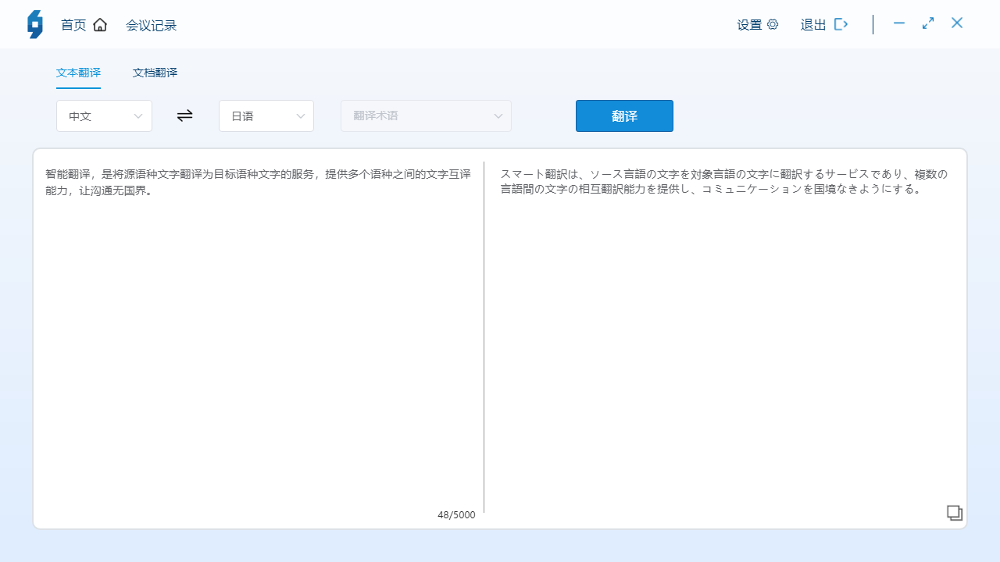 首页
会议记录
设置
退出
文本翻译
文档翻译
中文
日语
翻译术语
翻译
智能翻译，是将源语种文字翻译为目标语种文字的服务，提供多个语种之间的文字互译
能力，让沟通无国界。
48/5000
スマート翻訳は、ソース言語の文字を対象言語の文字に翻訳するサービスであり、複数の
言語間の文字の相互翻訳能力を提供し、コミュニケーションを国境なきようにする。